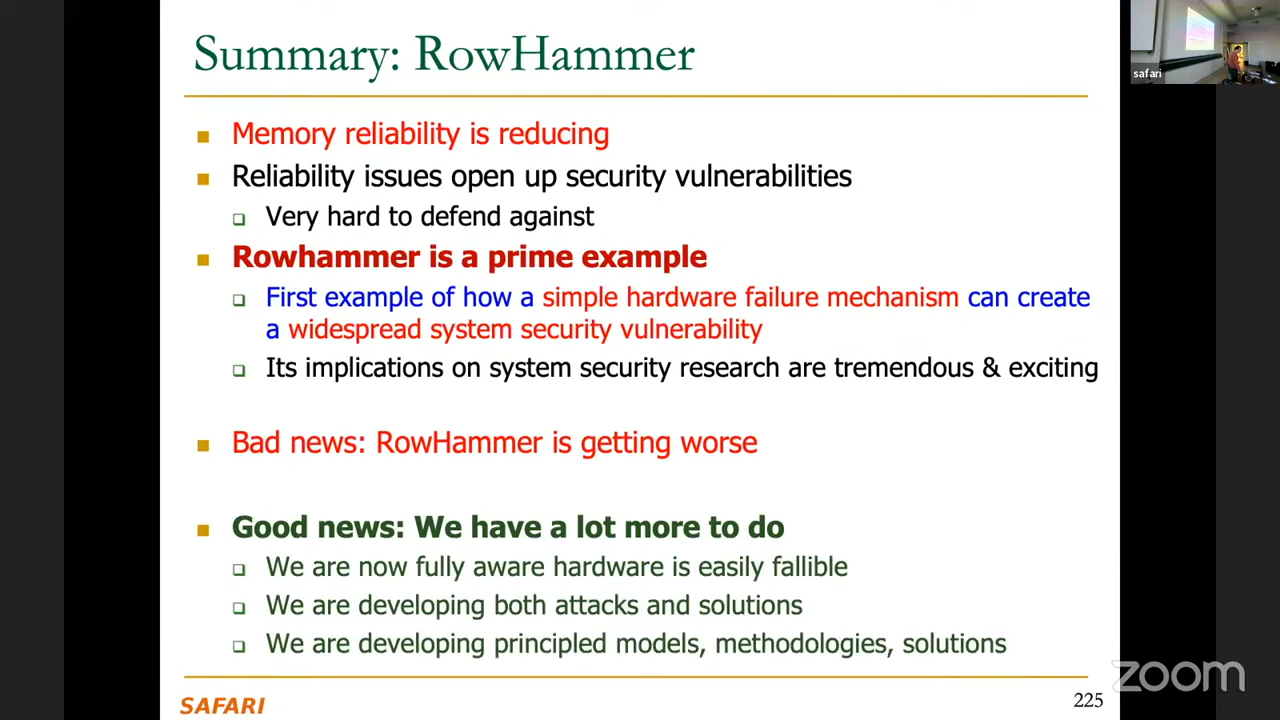 Summary: RowHammer
safari
Memory reliability is reducing
Reliability issues open up security vulnerabilities
Very hard to defend against
Rowhammer is a prime example
First example of how a simple hardware failure mechanism can create
a widespread system security vulnerability
Its implications on system security research are tremendous & exciting
Bad news: RowHammer is getting worse
Good news: We have a lot more to do
We are now fully aware hardware is easily fallible
We are developing both attacks and solutions
We are developing principled models, methodologies, solutions
SAFARI
225
zoom